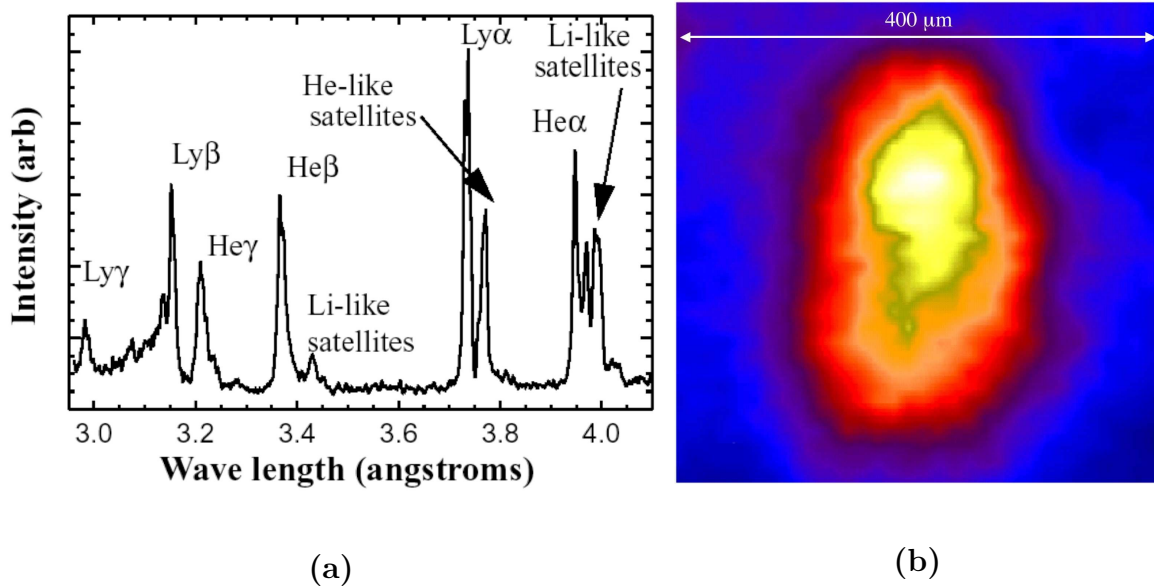 Lyα
Li-like
satellites
He-like
satellites
Heα
Lyβ
Heβ
Heγ
Lyγ
Li-like
satellites
Intensity (arb)
3.0 3.2 3.4 3.6 3.8 4.0
Wave length (angstroms)
400 μm
(a)
(b)